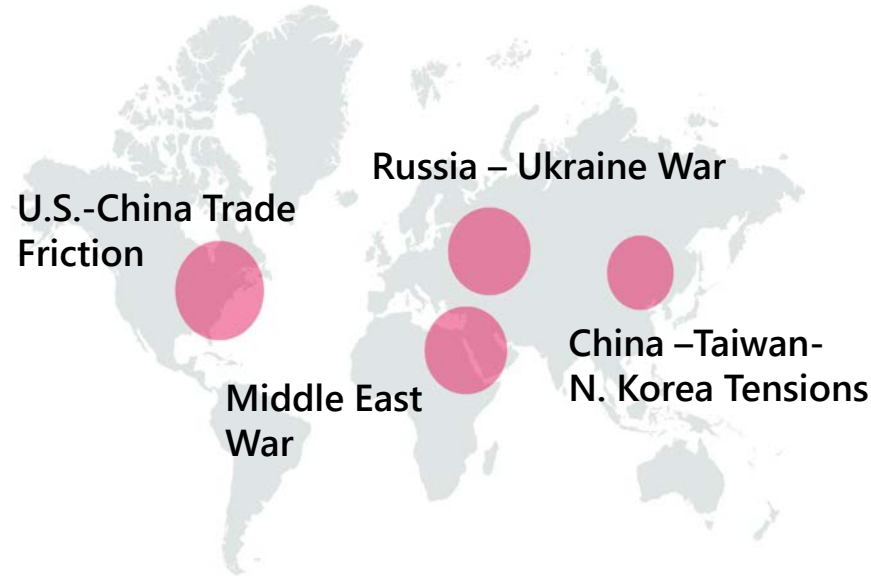 Russia – Ukraine War
U.S.-China Trade
Friction
China –Taiwan-
N. Korea Tensions
Middle East
War